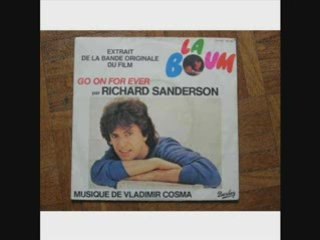 EXTRAIT
DE LA BANDE ORIGINALE
DU FILM
LA
BOUM
GO ON FOR EVER
par RICHARD SANDERSON
MUSIQUE DE VLADIMIR COSMA
Barclay